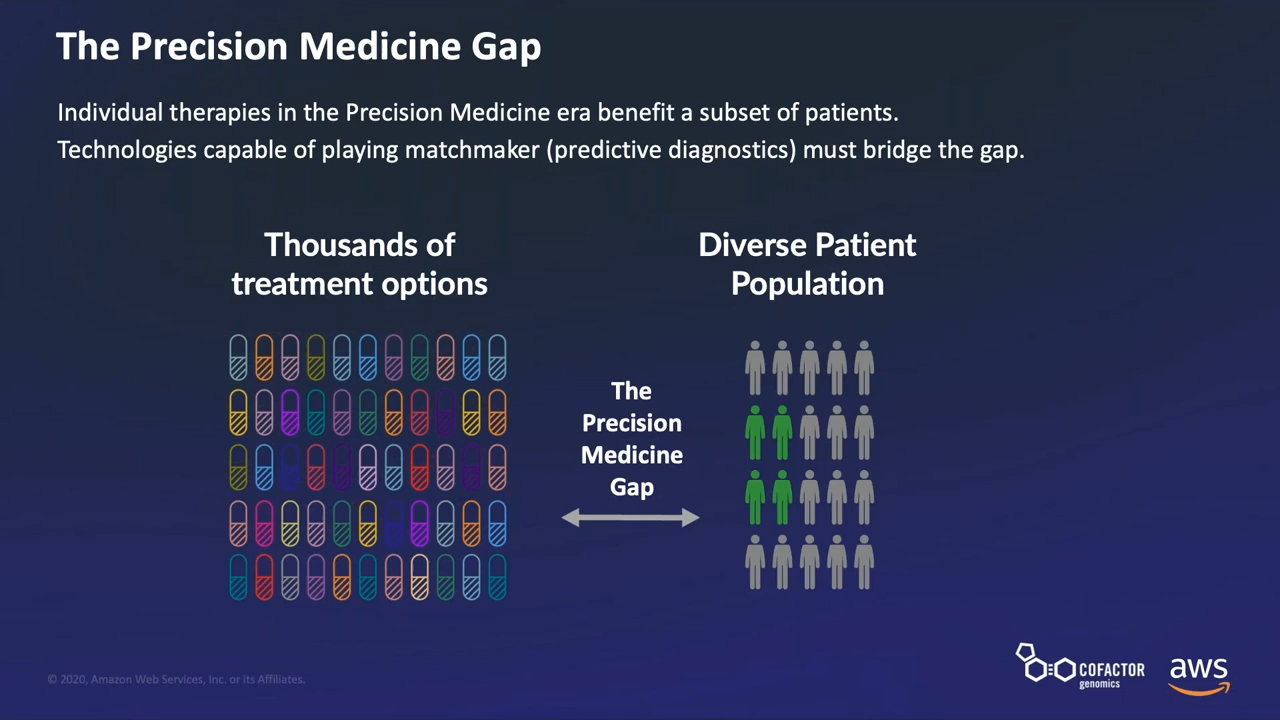 The Precision Medicine Gap
Individual therapies in the Precision Medicine era benefit a subset of patients.
Technologies capable of playing matchmaker (predictive diagnostics) must bridge the gap.
Thousands of
treatment options
Diverse Patient
Population
The
Precision
Medicine
Gap
© 2020, Amazon Web Services, Inc. or its Affiliates.
COFACTOR
genomics
aws